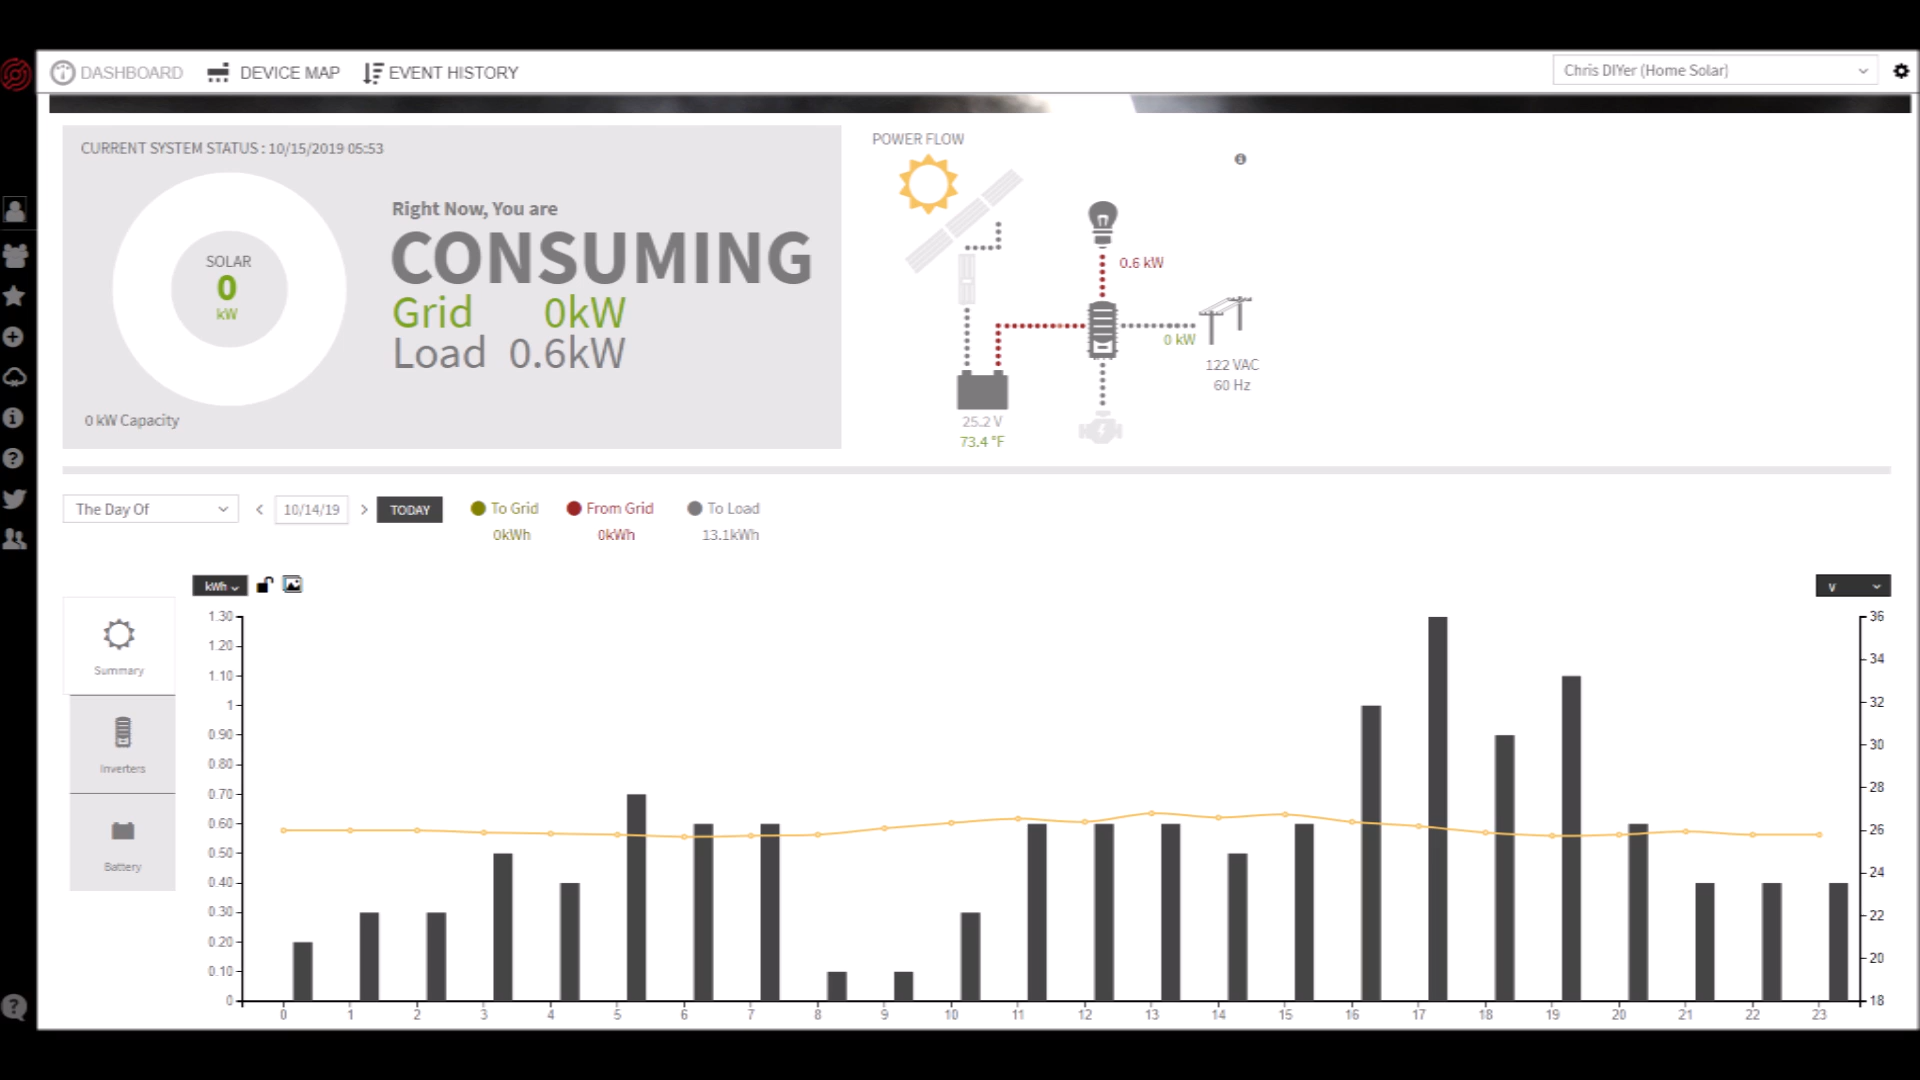 DASHBOARD DEVICE MAP EVENT HISTORY Chris DIYer (Home Solar)
CURRENT SYSTEM STATUS : 10/15/2019 05:53
SOLAR
0
kW
0 kW Capacity
Right Now, You are
CONSUMING
Grid 0kW
Load 0.6kW
POWER FLOW
0.6 kW
0 kW
122 VAC
60 Hz
25.2 V
73.4 °F
The Day Of < 10/14/19 > TODAY
To Grid From Grid To Load
0kWh 0kWh 13.1kWh
Summary
Inverters
Battery
kWh
V
1.30
1.20
1.10
1
0.90
0.80
0.70
0.60
0.50
0.40
0.30
0.20
0.10
0
36
34
32
30
28
26
24
22
20
18
0 1 2 3 4 5 6 7 8 9 10 11 12 13 14 15 16 17 18 19 20 21 22 23